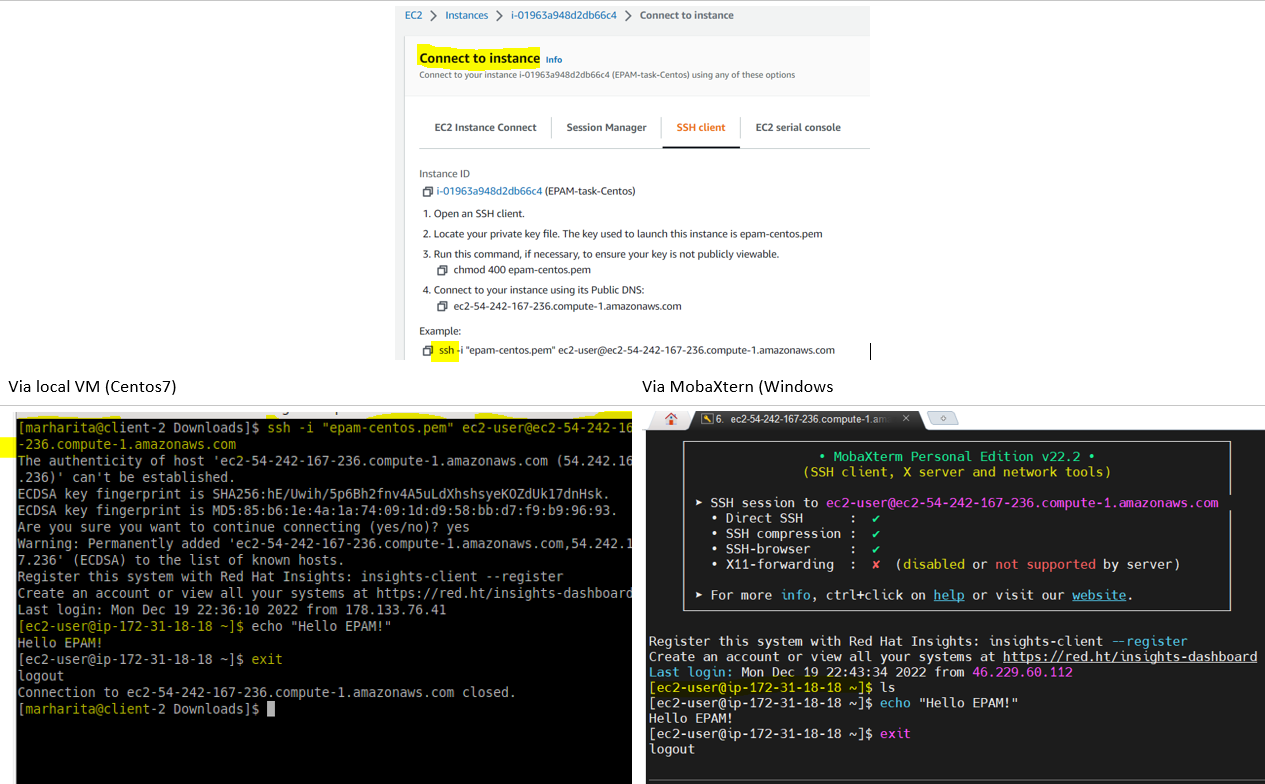 EC2 > Instances > i-01963a948d2db66c4 > Connect to instance
Connect to instance Info
Connect to your instance i-01963a948d2db66c4 (EPAM-task-Centos) using any of these options
EC2 Instance Connect
Session Manager
SSH client
EC2 serial console
Instance ID
i-01963a948d2db66c4 (EPAM-task-Centos)
1. Open an SSH client.
2. Locate your private key file. The key used to launch this instance is epam-centos.pem
3. Run this command, if necessary, to ensure your key is not publicly viewable.
chmod 400 epam-centos.pem
4. Connect to your instance using its Public DNS:
ec2-54-242-167-236.compute-1.amazonaws.com
Example:
ssh -i "epam-centos.pem" ec2-user@ec2-54-242-167-236.compute-1.amazonaws.com
Via local VM (Centos7)
[marharita@client-2 Downloads]$ ssh -i "epam-centos.pem" ec2-user@ec2-54-242-16
-236.compute-1.amazonaws.com
The authenticity of host 'ec2-54-242-167-236.compute-1.amazonaws.com (54.242.16
.236)' can't be established.
ECDSA key fingerprint is SHA256:hE/Uwih/5p6Bh2fnv4A5uLdXhshsyeKOZdUk17dnHsk.
ECDSA key fingerprint is MD5:85:b6:1e:4a:1a:74:09:1d:d9:58:bb:d7:f9:b9:96:93.
Are you sure you want to continue connecting (yes/no)? yes
Warning: Permanently added 'ec2-54-242-167-236.compute-1.amazonaws.com,54.242.1
7.236' (ECDSA) to the list of known hosts.
Register this system with Red Hat Insights: insights-client --register
Create an account or view all your systems at https://red.ht/insights-dashboard
Last login: Mon Dec 19 22:36:10 2022 from 178.133.76.41
[ec2-user@ip-172-31-18-18 ~]$ echo "Hello EPAM!"
Hello EPAM!
[ec2-user@ip-172-31-18-18 ~]$ exit
logout
Connection to ec2-54-242-167-236.compute-1.amazonaws.com closed.
[marharita@client-2 Downloads]$
Via MobaXtern (Windows
6. ec2-54-242-167-236.compute-1.am
• MobaXterm Personal Edition v22.2 •
(SSH client, X server and network tools)
➤ SSH session to ec2-user@ec2-54-242-167-236.compute-1.amazonaws.com
• Direct SSH : ✔
• SSH compression : ✔
• SSH-browser : ✔
• X11-forwarding : ✘ (disabled or not supported by server)
➤ For more info, ctrl+click on help or visit our website.
Register this system with Red Hat Insights: insights-client --register
Create an account or view all your systems at https://red.ht/insights-dashboard
Last login: Mon Dec 19 22:43:34 2022 from 46.229.60.112
[ec2-user@ip-172-31-18-18 ~]$ ls
[ec2-user@ip-172-31-18-18 ~]$ echo "Hello EPAM!"
Hello EPAM!
[ec2-user@ip-172-31-18-18 ~]$ exit
logout